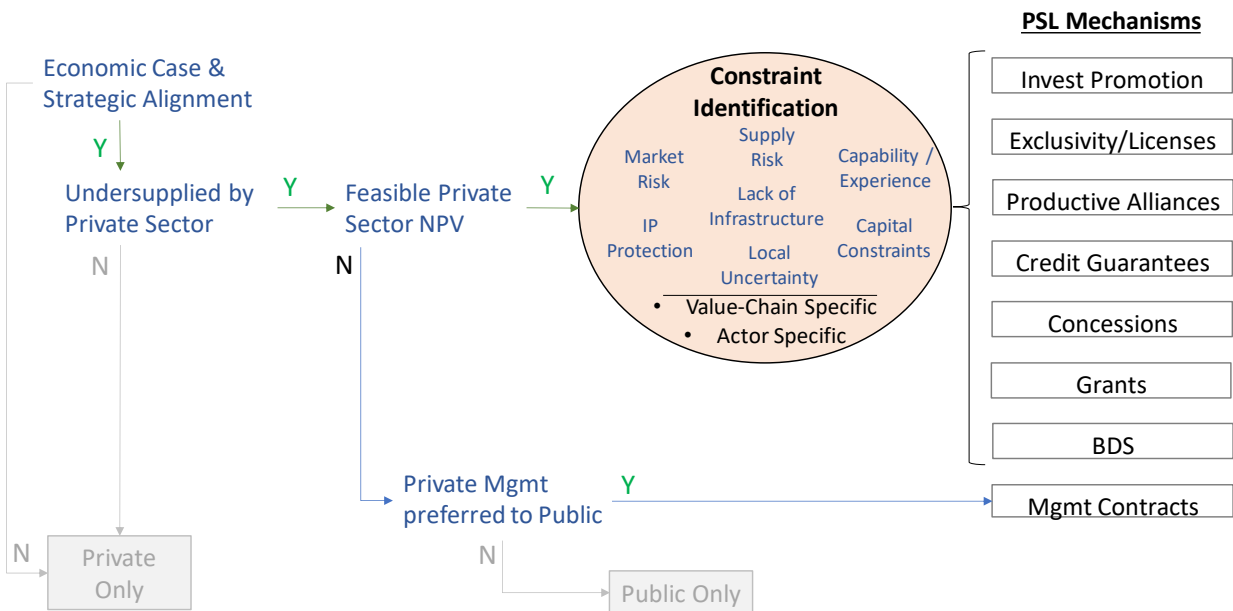 PSL Mechanisms
Economic Case &
Strategic Alignment
Y
Undersupplied by
Private Sector
Y
N
Feasible Private
Sector NPV
Y
N
Constraint
Identification
Supply
Risk
Market
Risk
Capability /
Experience
Lack of
Infrastructure
IP
Protection
Capital
Constraints
Local
Uncertainty
• Value-Chain Specific
• Actor Specific
Invest Promotion
Exclusivity/Licenses
Productive Alliances
Credit Guarantees
Concessions
Grants
BDS
Mgmt Contracts
Private Mgmt
preferred to Public
Y
N
N
Private
Only
Public Only